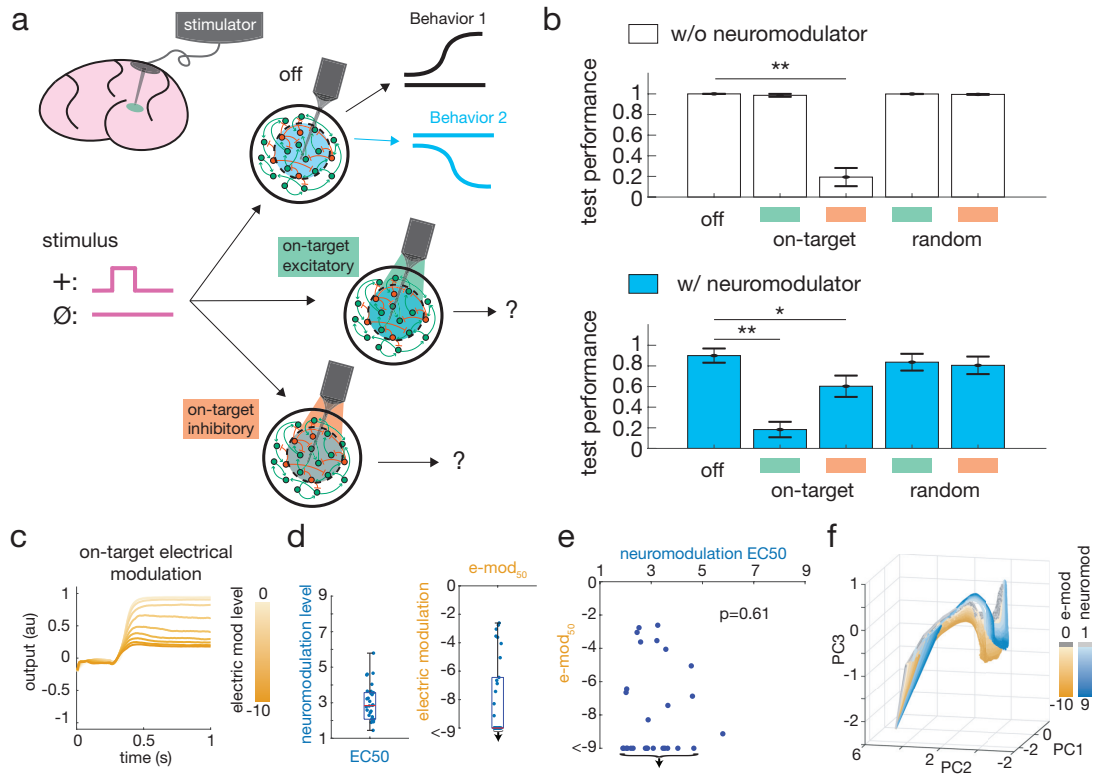 a
stimulator
off
Behavior 1
Behavior 2
stimulus
+:
Ø:
on-target
excitatory
?
on-target
inhibitory
?
b
w/o neuromodulator
**
test performance
1
0.8
0.6
0.4
0.2
off
on-target
random
w/ neuromodulator
*
**
test performance
1
0.8
0.6
0.4
0.2
off
on-target
random
c
on-target electrical
modulation
output (au)
1
0
-0.5
-1
0
0.5
1
time (s)
electric mod level
0
-10
d
neuromodulation level
9
7
5
3
1
EC50
e-mod50
electric modulation
0
-2
-4
-6
-8
<-9
e
neuromodulation EC50
1 3 5 7 9
e-mod50
0
-2
-4
-6
-8
<-9
p=0.61
f
PC3
1
0
-1
-2
6
2
-2
PC2
-2
0
PC1
e-mod
neuromod
0 1
-10 9